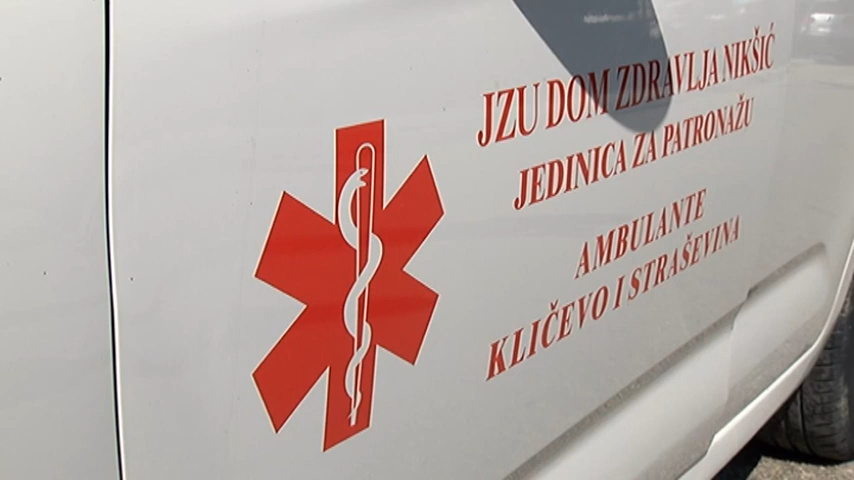 JZU DOM ZDRAVLJA NIKŠIĆ
JEDINICA ZA PATRONAŽU
AMBULANTE
KLIČEVO I STRAŠEVINA